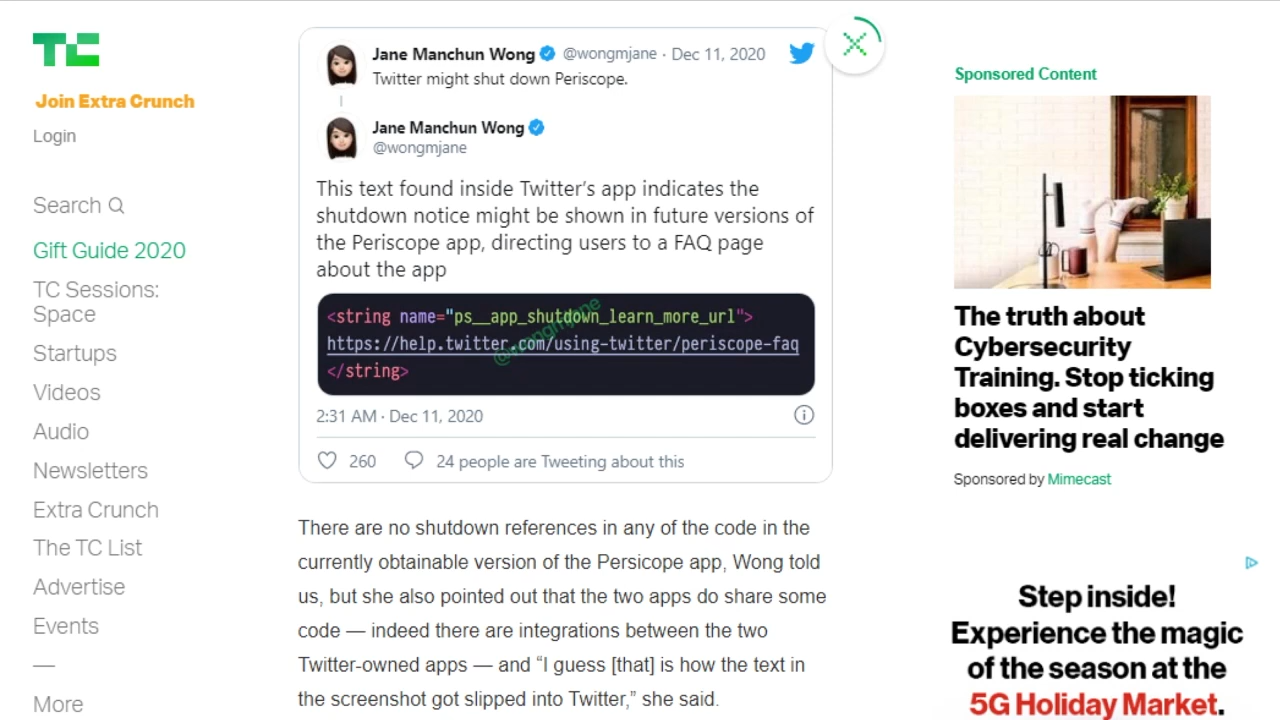 TC
Join Extra Crunch
Login
Search
Gift Guide 2020
TC Sessions:
Space
Startups
Videos
Audio
Newsletters
Extra Crunch
The TC List
Advertise
Events
—
More
Jane Manchun Wong @wongmjane · Dec 11, 2020
Twitter might shut down Periscope.
Jane Manchun Wong
@wongmjane
This text found inside Twitter’s app indicates the
shutdown notice might be shown in future versions of
the Periscope app, directing users to a FAQ page
about the app
<string name="ps__app_shutdown_learn_more_url">
https://help.twitter.com/using-twitter/periscope-faq
</string>
@wongmjane
2:31 AM · Dec 11, 2020
260 24 people are Tweeting about this
There are no shutdown references in any of the code in the
currently obtainable version of the Persicope app, Wong told
us, but she also pointed out that the two apps do share some
code — indeed there are integrations between the two
Twitter-owned apps — and “I guess [that] is how the text in
the screenshot got slipped into Twitter,” she said.
Sponsored Content
The truth about
Cybersecurity
Training. Stop ticking
boxes and start
delivering real change
Sponsored by Mimecast
Step inside!
Experience the magic
of the season at the
5G Holiday Market.